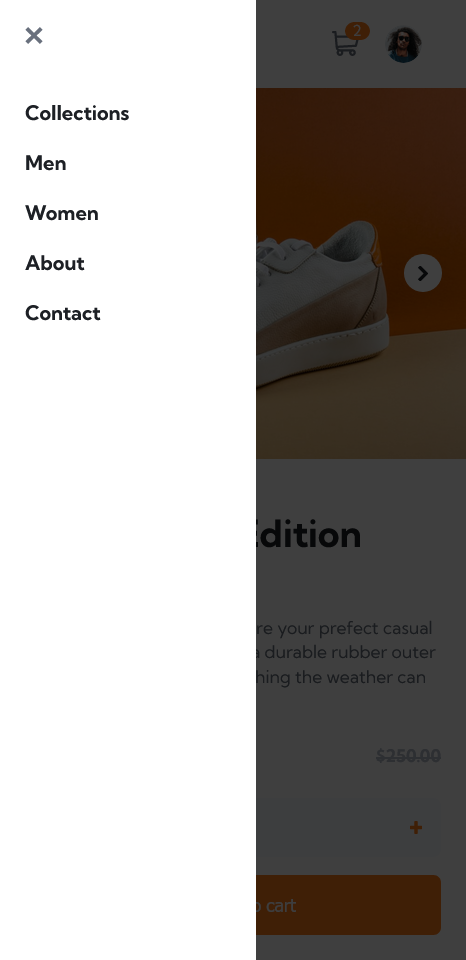 2
Collections
Men
Women
About
Contact
Edition
re your prefect casual
a durable rubber outer
hing the weather can
$250.00
+
o cart